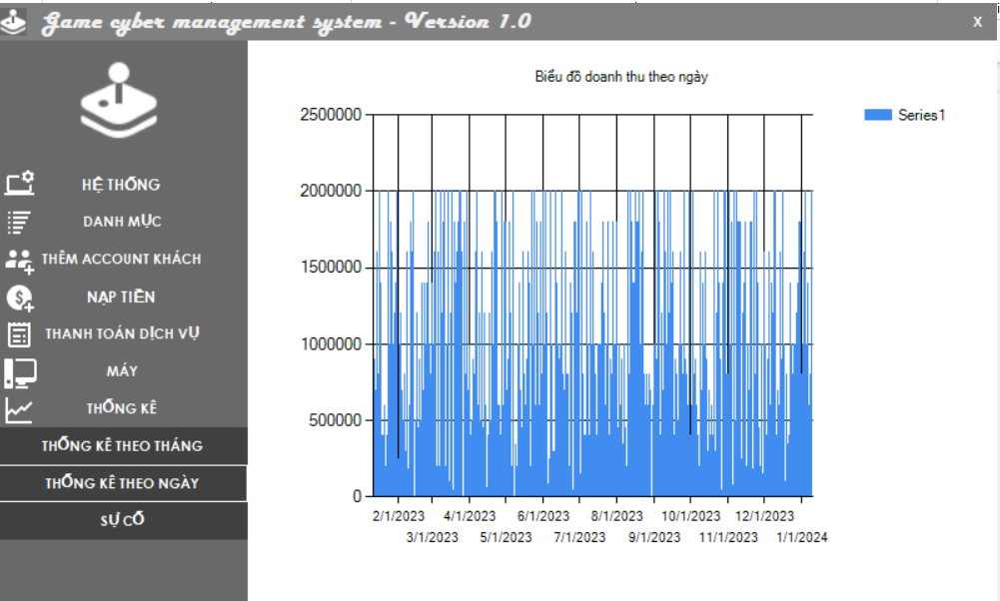 Game cyber management system - Version 1.0
x
HỆ THỐNG
DANH MỤC
THÊM ACCOUNT KHÁCH
NẠP TIỀN
THANH TOÁN DỊCH VỤ
MÁY
THỐNG KÊ
THỐNG KÊ THEO THÁNG
THỐNG KÊ THEO NGÀY
SỰ CỐ
Biểu đồ doanh thu theo ngày
Series1
2500000
2000000
1500000
1000000
500000
0
2/1/2023 4/1/2023 6/1/2023 8/1/2023 10/1/2023 12/1/2023
3/1/2023 5/1/2023 7/1/2023 9/1/2023 11/1/2023 1/1/2024